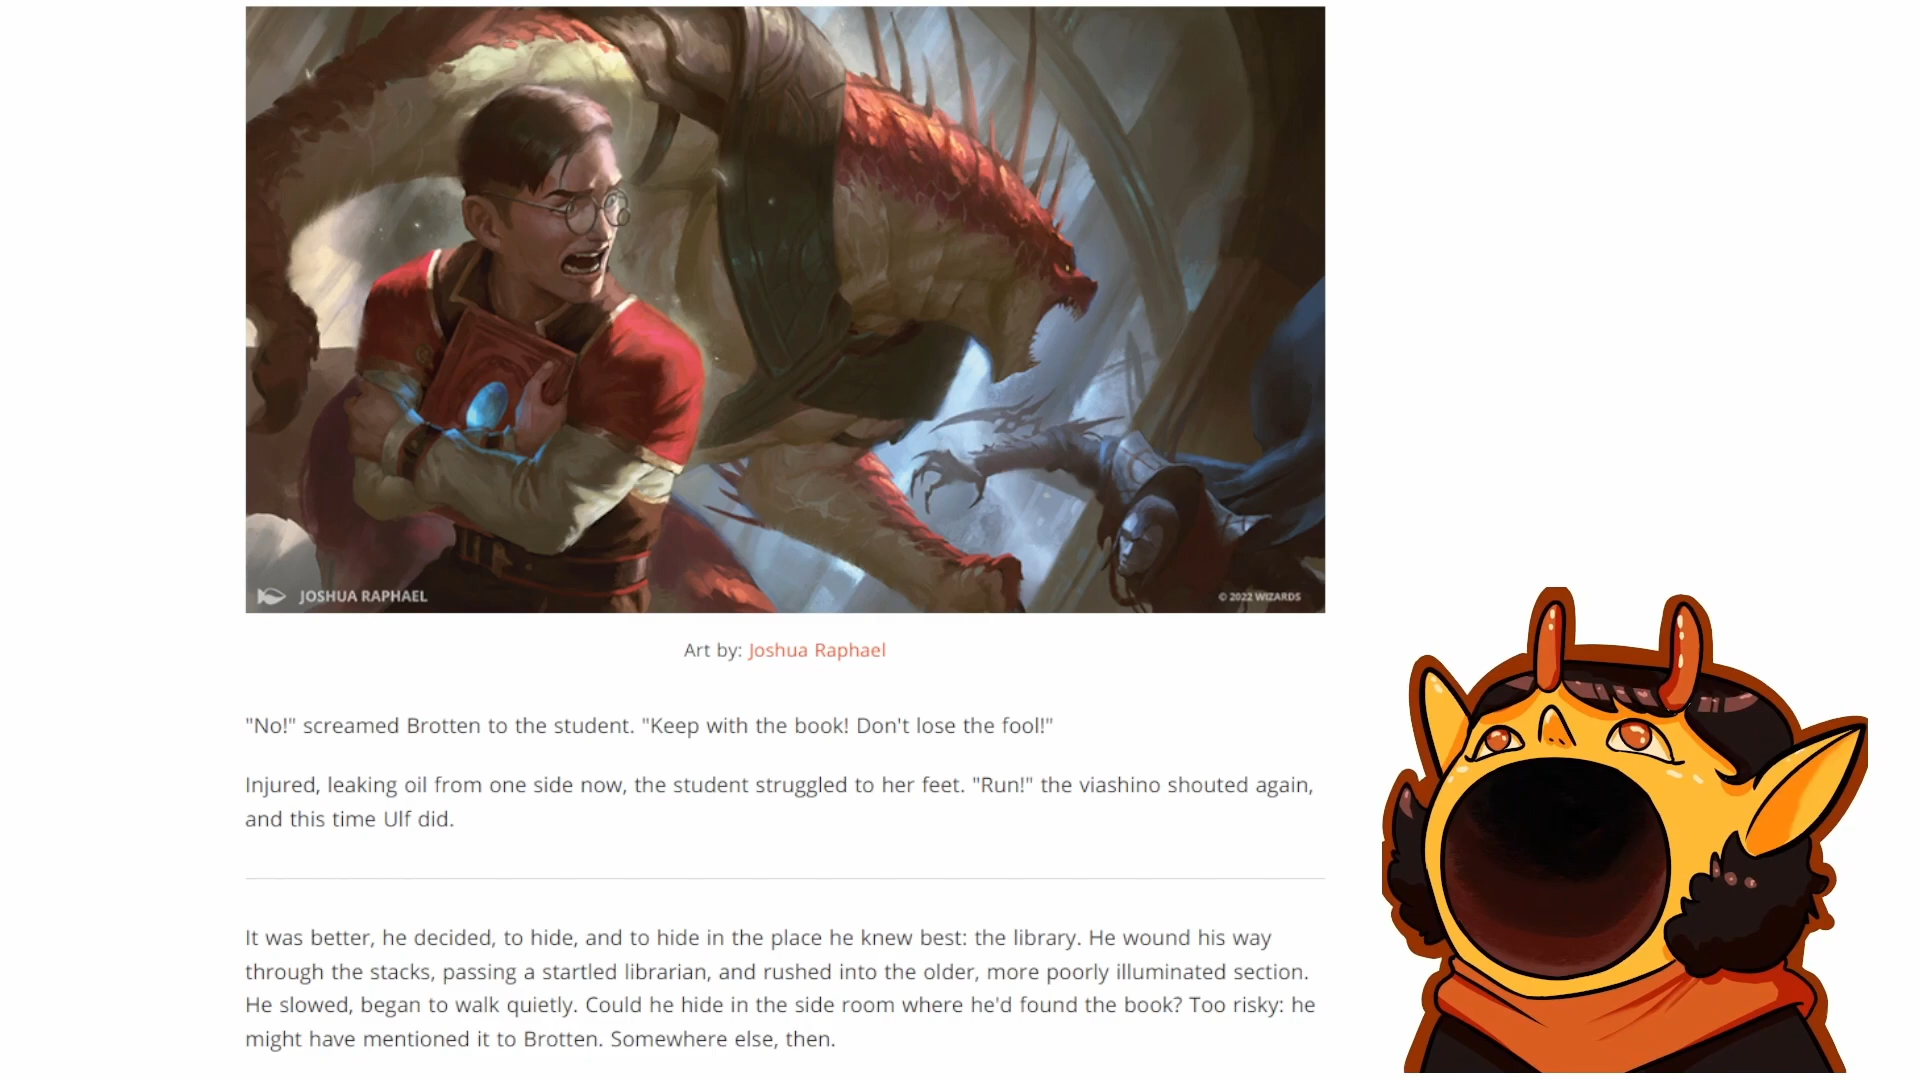 JOSHUA RAPHAEL
© 2022 WIZARDS
Art by: Joshua Raphael
"No!" screamed Brotten to the student. "Keep with the book! Don't lose the fool!"
Injured, leaking oil from one side now, the student struggled to her feet. "Run!" the viashino shouted again,
and this time Ulf did.
It was better, he decided, to hide, and to hide in the place he knew best: the library. He wound his way
through the stacks, passing a startled librarian, and rushed into the older, more poorly illuminated section.
He slowed, began to walk quietly. Could he hide in the side room where he'd found the book? Too risky: he
might have mentioned it to Brotten. Somewhere else, then.